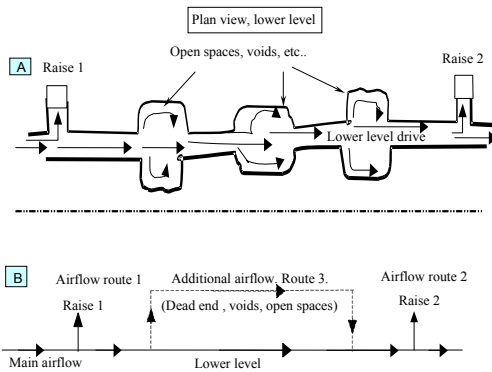 Plan view, lower level
Open spaces, voids, etc..
A
Raise 1
Raise 2
Lower level drive
B
Airflow route 1
Additional airflow, Route 3.
Airflow route 2
Raise 1
(Dead end , voids, open spaces)
Raise 2
Main airflow
Lower level